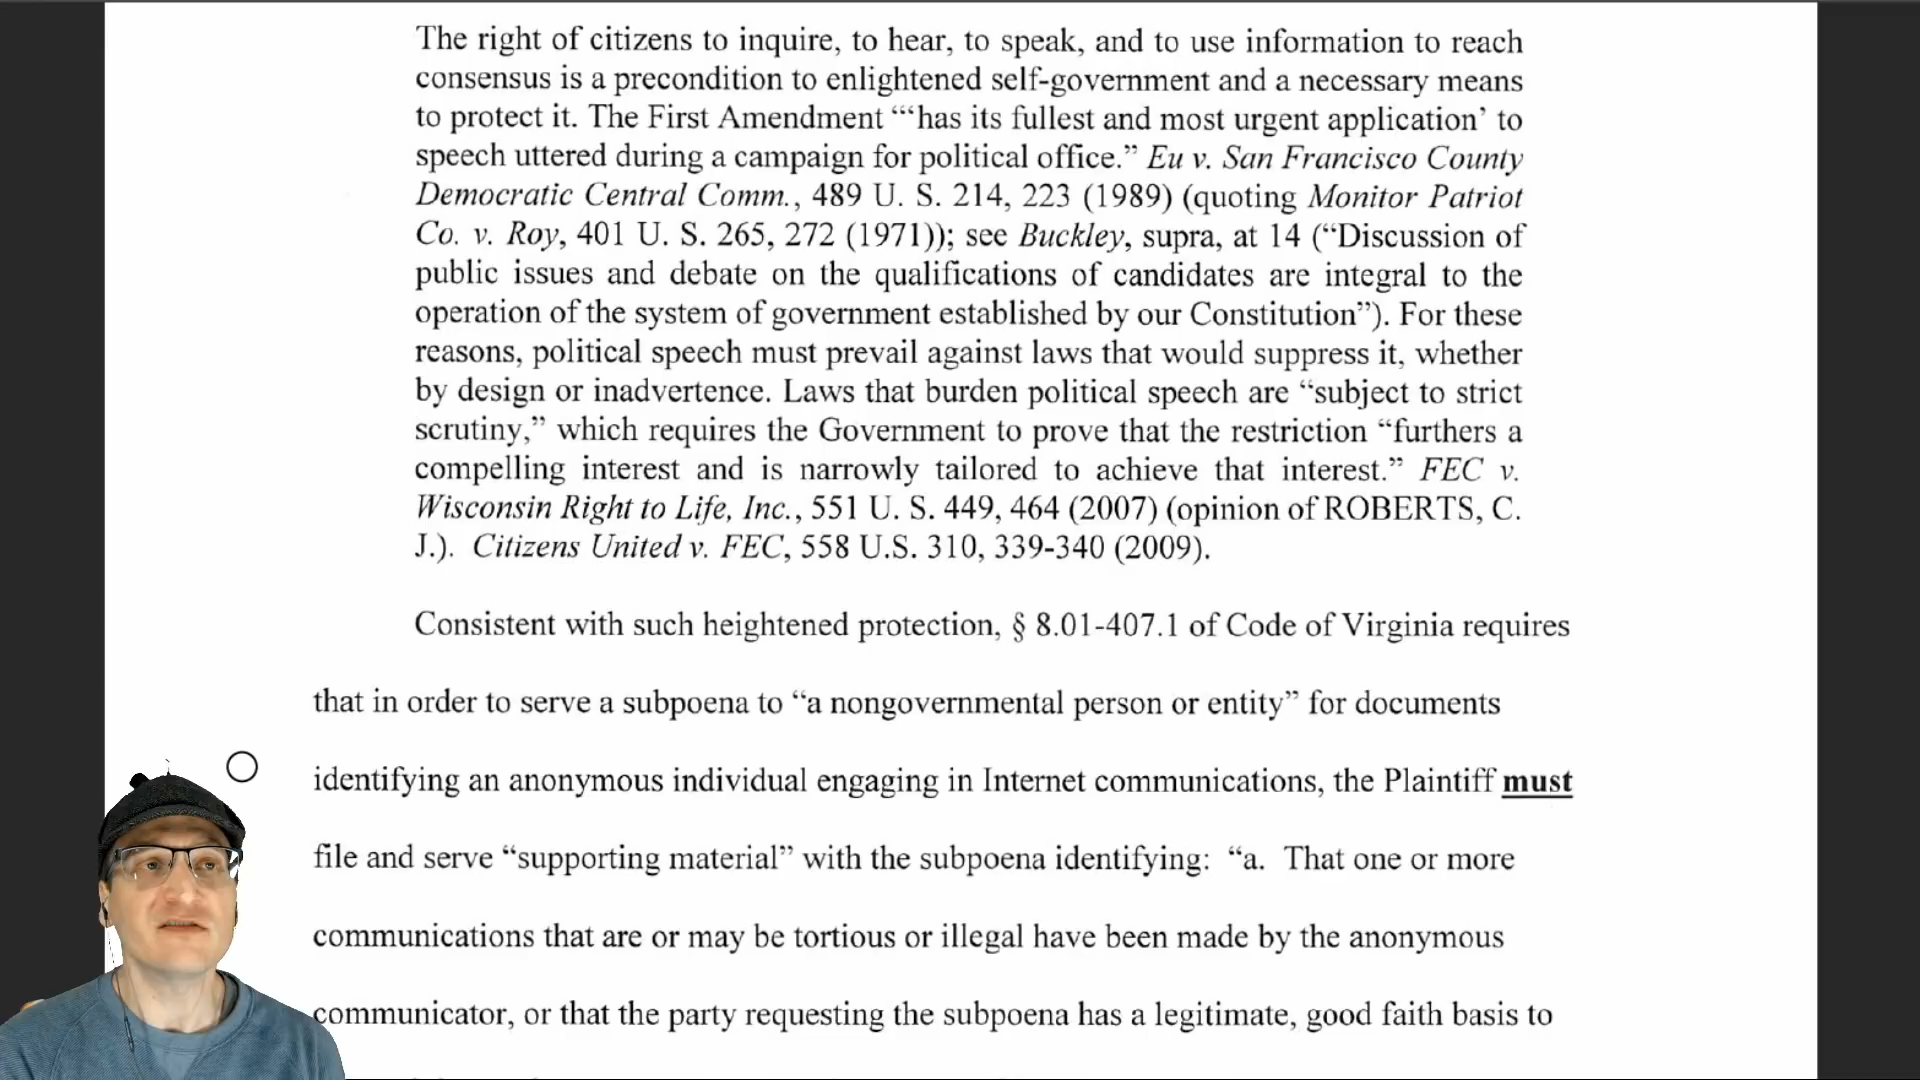 The right of citizens to inquire, to hear, to speak, and to use information to reach
consensus is a precondition to enlightened self-government and a necessary means
to protect it. The First Amendment “‘has its fullest and most urgent application’ to
speech uttered during a campaign for political office.” Eu v. San Francisco County
Democratic Central Comm., 489 U. S. 214, 223 (1989) (quoting Monitor Patriot
Co. v. Roy, 401 U. S. 265, 272 (1971)); see Buckley, supra, at 14 (“Discussion of
public issues and debate on the qualifications of candidates are integral to the
operation of the system of government established by our Constitution”). For these
reasons, political speech must prevail against laws that would suppress it, whether
by design or inadvertence. Laws that burden political speech are “subject to strict
scrutiny,” which requires the Government to prove that the restriction “furthers a
compelling interest and is narrowly tailored to achieve that interest.” FEC v.
Wisconsin Right to Life, Inc., 551 U. S. 449, 464 (2007) (opinion of ROBERTS, C.
J.). Citizens United v. FEC, 558 U.S. 310, 339-340 (2009).
Consistent with such heightened protection, § 8.01-407.1 of Code of Virginia requires
that in order to serve a subpoena to “a nongovernmental person or entity” for documents
identifying an anonymous individual engaging in Internet communications, the Plaintiff must
file and serve “supporting material” with the subpoena identifying: “a. That one or more
communications that are or may be tortious or illegal have been made by the anonymous
communicator, or that the party requesting the subpoena has a legitimate, good faith basis to